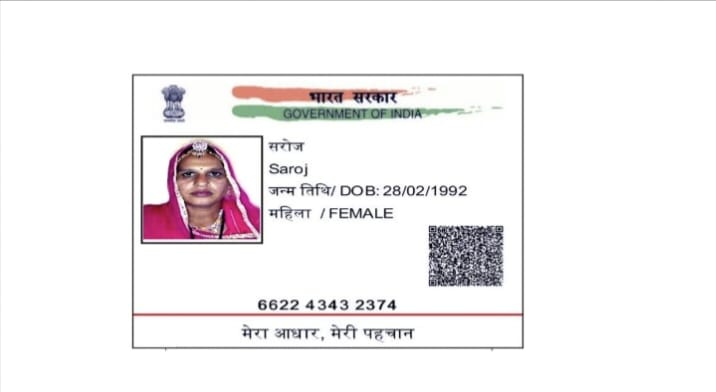 भारत सरकार
GOVERNMENT OF INDIA
सरोज
Saroj
जन्म तिथि/ DOB: 28/02/1992
महिला / FEMALE
6622 4343 2374
मेरा आधार, मेरी पहचान